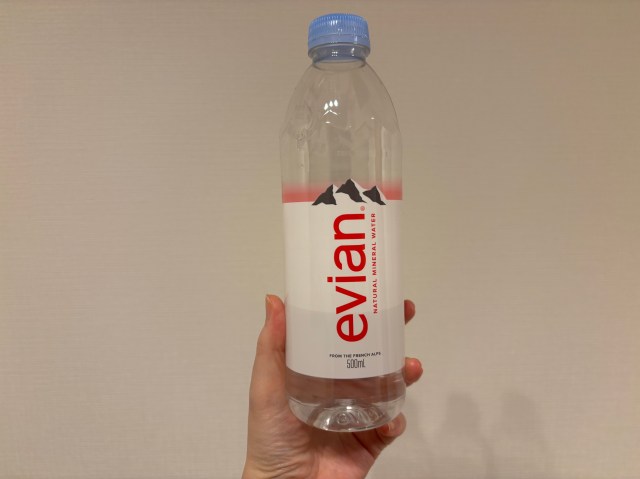 evian®
NATURAL MINERAL WATER
FROM THE FRENCH ALPS
500mL